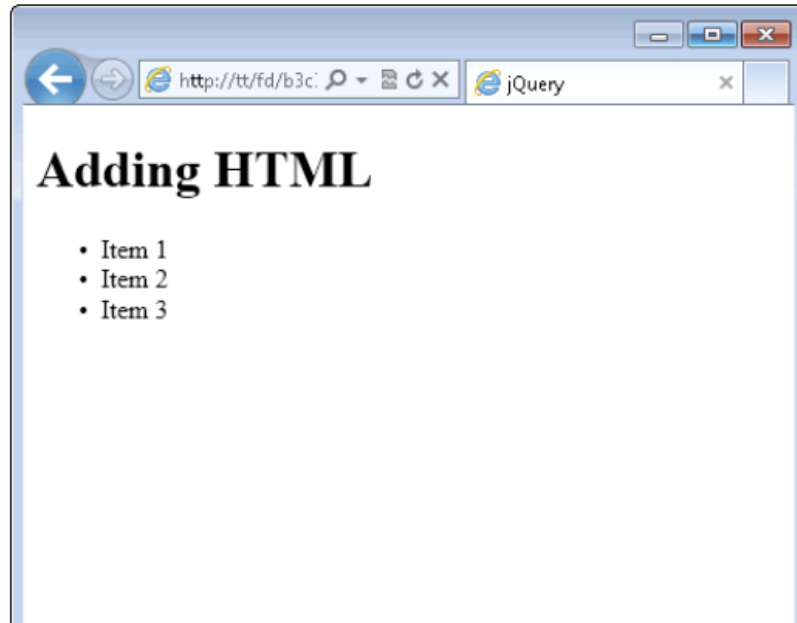 http://tt/fd/b3c
jQuery
Adding HTML
• Item 1
• Item 2
• Item 3